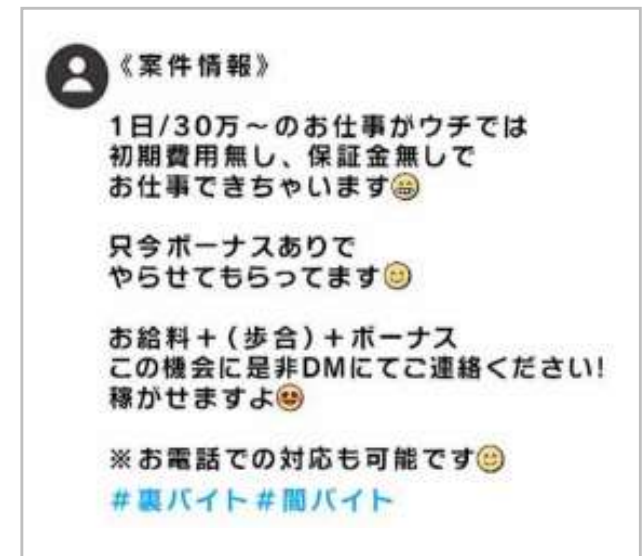 《案件情報》
1日/30万～のお仕事がウチでは
初期費用無し、保証金無しで
お仕事できちゃいます😁
只今ボーナスありで
やらせてもらってます😊
お給料＋(歩合)＋ボーナス
この機会に是非DMにてご連絡ください!
稼がせますよ😍
※お電話での対応も可能です😊
#裏バイト#闇バイト